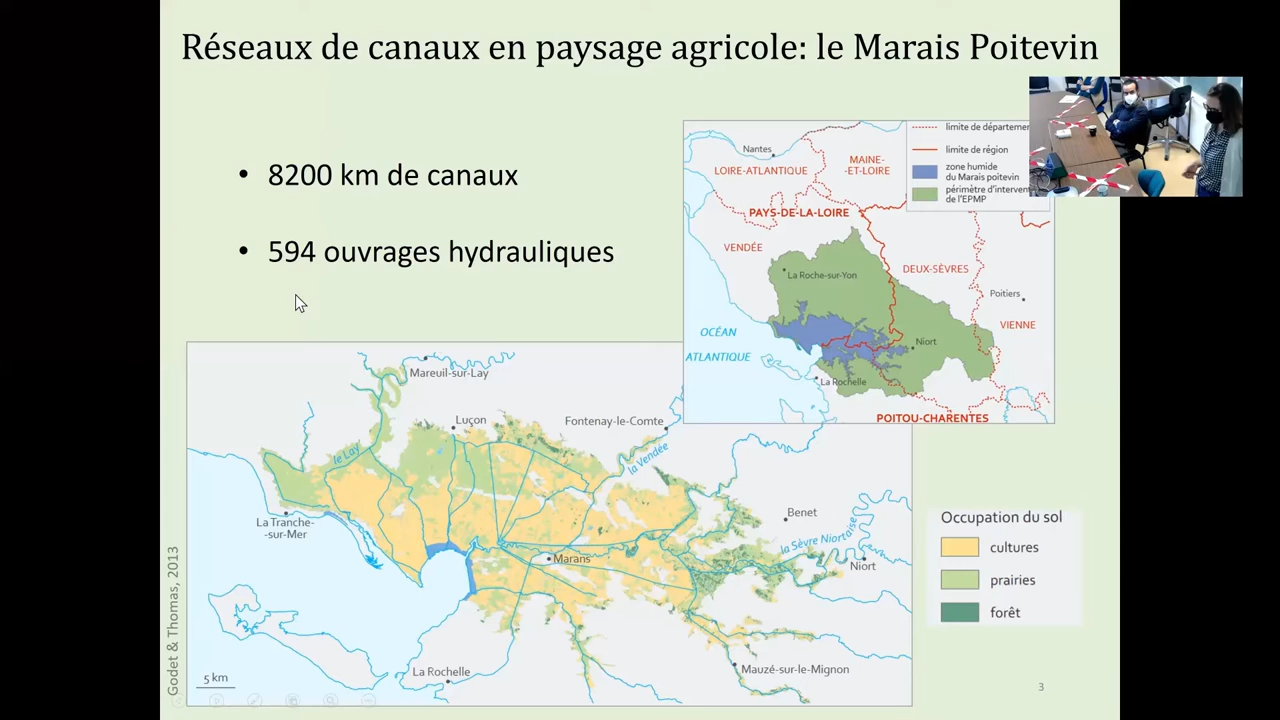 Réseaux de canaux en paysage agricole: le Marais Poitevin
• 8200 km de canaux
• 594 ouvrages hydrauliques
Nantes
LOIRE-ATLANTIQUE
MAINE-
-ET-LOIRE
limite de départemen
limite de région
zone humide
du Marais poitevin
périmètre d'interven
de l'EPMP
PAYS-DE-LA-LOIRE
VENDÉE
La Roche-sur-Yon
DEUX-SÈVRES
Poitiers
VIENNE
OCÉAN
ATLANTIQUE
Niort
La Rochelle
POITOU-CHARENTES
Mareuil-sur-Lay
Luçon
Fontenay-le-Comte
le Lay
la Vendée
La Tranche-
-sur-Mer
Benet
la Sèvre Niortaise
Marans
Niort
La Rochelle
Mauzé-sur-le-Mignon
5 km
Godet & Thomas, 2013
Occupation du sol
cultures
prairies
forêt
3